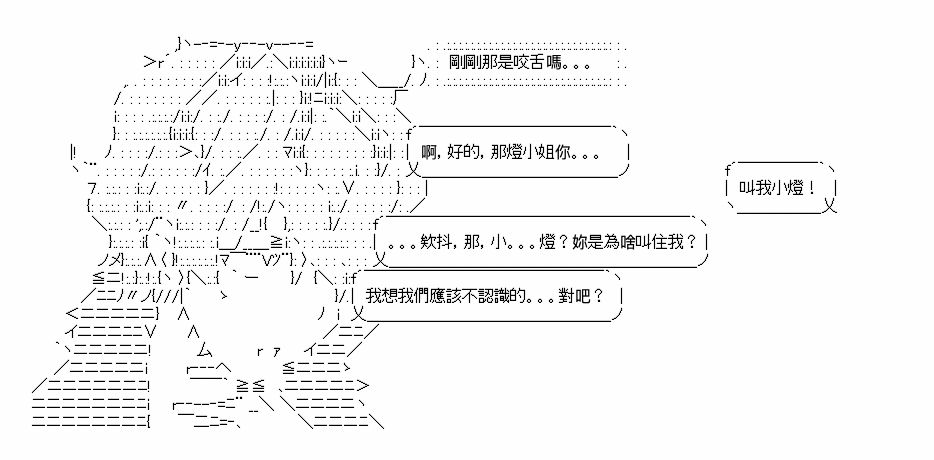 剛剛那是咬舌嗎。。。
啊，好的，那燈小姐你。。。
叫我小燈！
。。。欸抖，那，小。。。燈？妳是為啥叫住我？
我想我們應該不認識的。。。對吧？